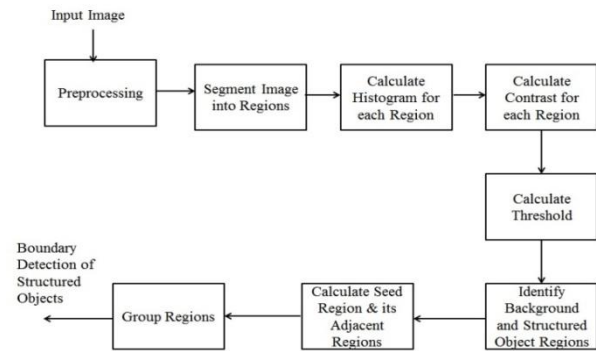 Input Image
Preprocessing
Segment Image
into Regions
Calculate
Histogram for
each Region
Calculate
Contrast for
each Region
Calculate
Threshold
Identify
Background
and Structured
Object Regions
Calculate Seed
Region & its
Adjacent
Regions
Group Regions
Boundary
Detection of
Structured
Objects